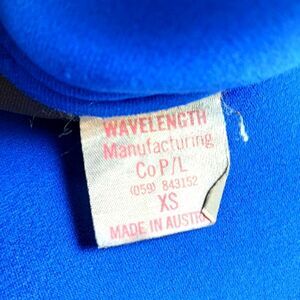 WAVELENGTH
Manufacturing
Co P/L
(059) 843152
XS
MADE IN AUSTR